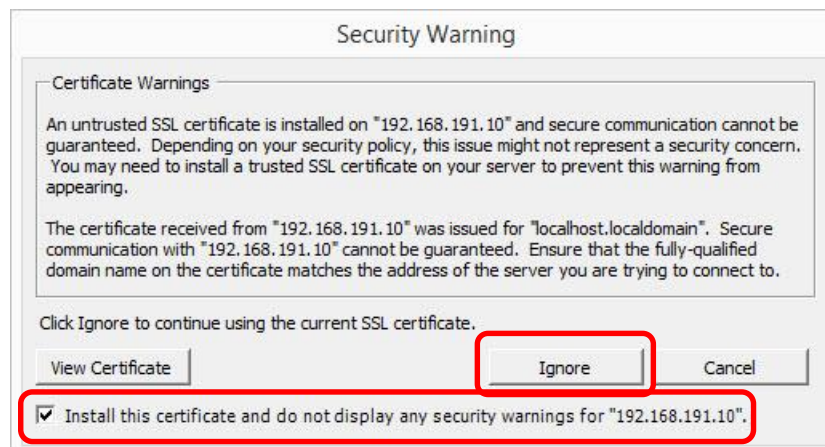 Security Warning
Certificate Warnings
An untrusted SSL certificate is installed on "192.168.191.10" and secure communication cannot be
guaranteed. Depending on your security policy, this issue might not represent a security concern.
You may need to install a trusted SSL certificate on your server to prevent this warning from
appearing.
The certificate received from "192.168.191.10" was issued for "localhost.localdomain". Secure
communication with "192.168.191.10" cannot be guaranteed. Ensure that the fully-qualified
domain name on the certificate matches the address of the server you are trying to connect to.
Click Ignore to continue using the current SSL certificate.
View Certificate Ignore Cancel
Install this certificate and do not display any security warnings for "192.168.191.10".